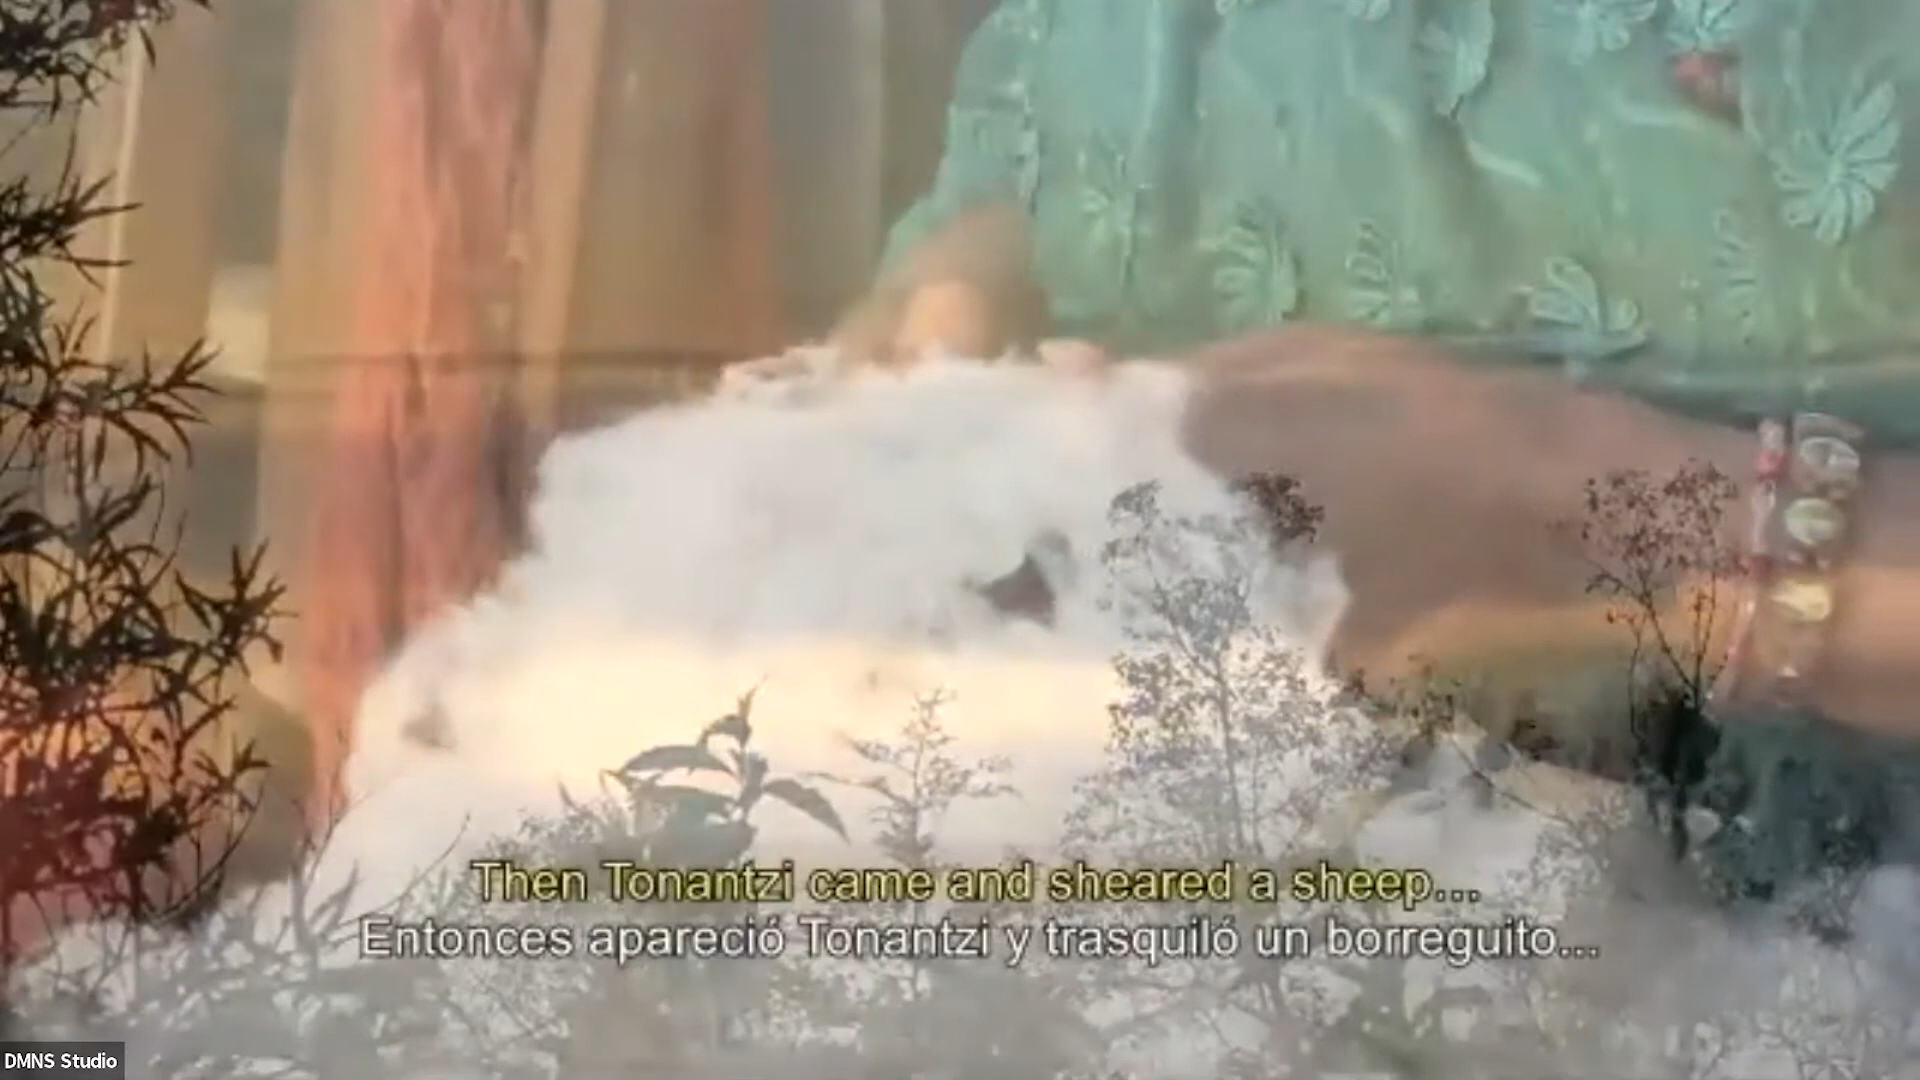 Then Tonantzi came and sheared a sheep...
Entonces apareció Tonantzi y trasquiló un borreguito...
DMNS Studio